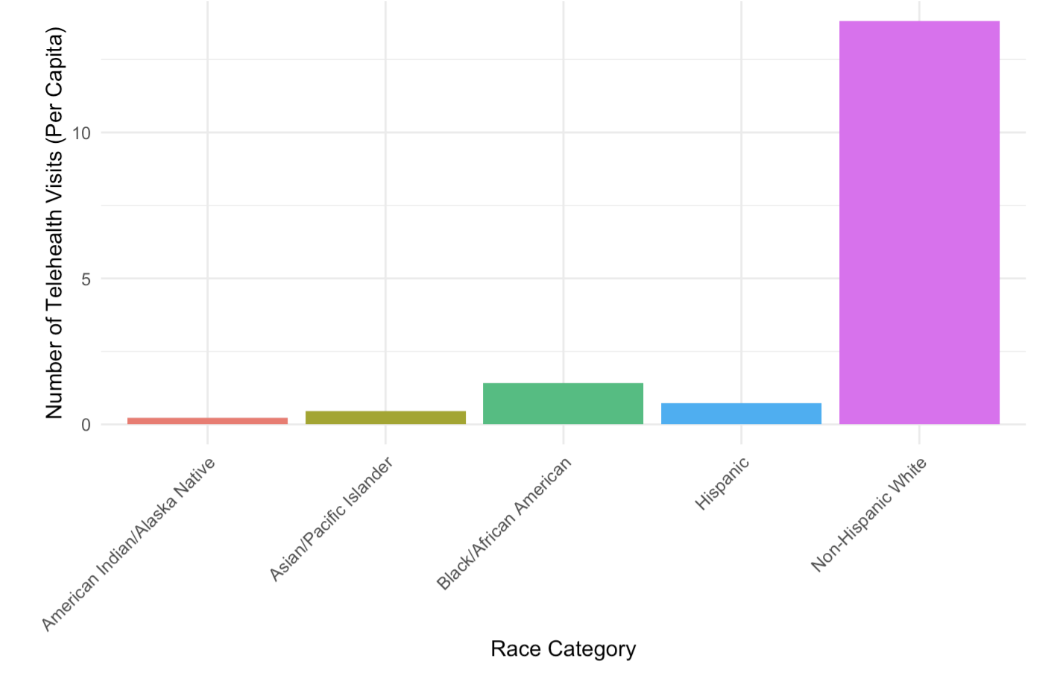 Number of Telehealth Visits (Per Capita)
10
5
0
American Indian/Alaska Native
Asian/Pacific Islander
Black/African American
Hispanic
Non-Hispanic White
Race Category